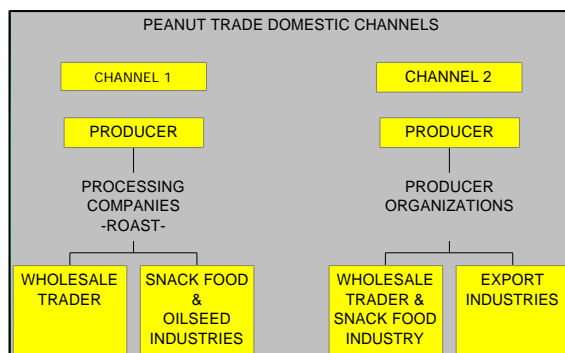 PEANUT TRADE DOMESTIC CHANNELS
CHANNEL 1
CHANNEL 2
PRODUCER
PRODUCER
PROCESSING
COMPANIES
-ROAST-
PRODUCER
ORGANIZATIONS
WHOLESALE
TRADER
SNACK FOOD
&
OILSEED
INDUSTRIES
WHOLESALE
TRADER &
SNACK FOOD
INDUSTRY
EXPORT
INDUSTRIES